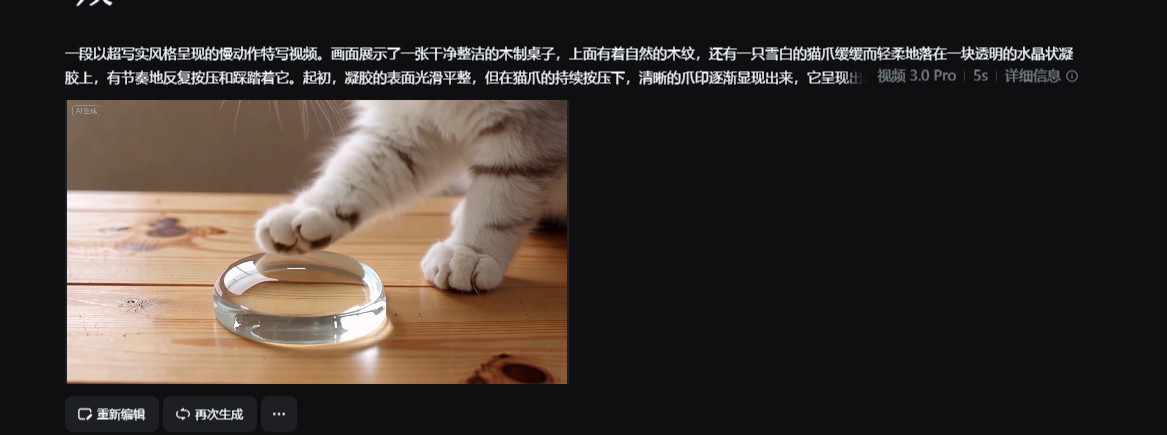 一段以超写实风格呈现的慢动作特写视频。画面展示了一张干净整洁的木制桌子，上面有着自然的木纹，还有一只雪白的猫爪缓缓而轻柔地落在一块透明的水晶状凝
胶上，有节奏地反复按压和踩踏着它。起初，凝胶的表面光滑平整，但在猫爪的持续按压下，清晰的爪印逐渐显现出来，它呈现出 视频 3.0 Pro | 5s | 详细信息
AI生成
重新编辑 再次生成 ···